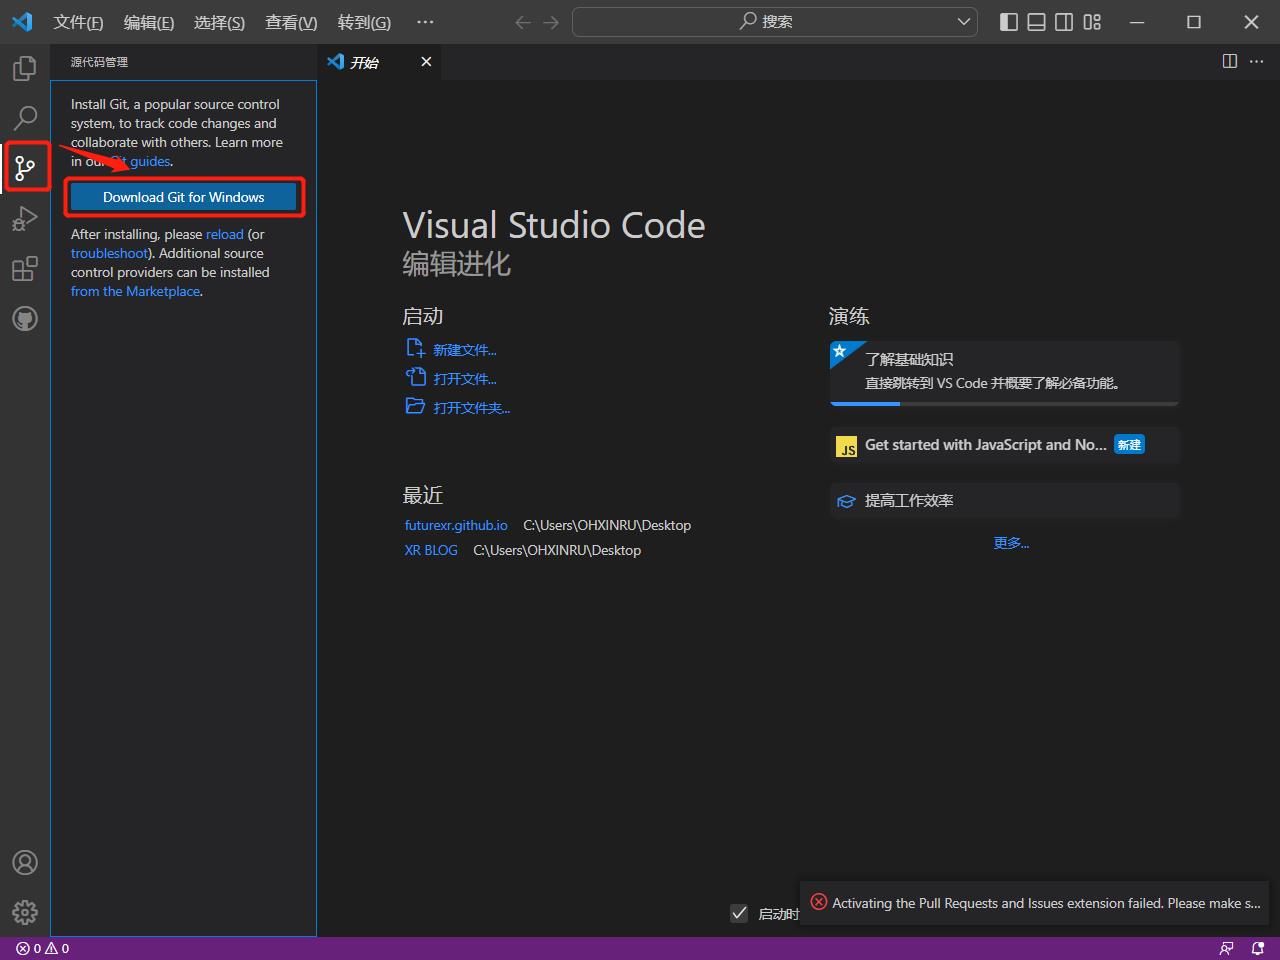 文件(F) 编辑(E) 选择(S) 查看(V) 转到(G) ··· 搜索
源代码管理
开始
Install Git, a popular source control
system, to track code changes and
collaborate with others. Learn more
in our Git guides.
Download Git for Windows
After installing, please reload (or
troubleshoot). Additional source
control providers can be installed
from the Marketplace.
Visual Studio Code
编辑进化
启动
新建文件...
打开文件...
打开文件夹...
最近
futurexr.github.io C:\Users\OHXINRU\Desktop
XR BLOG C:\Users\OHXINRU\Desktop
演练
了解基础知识
直接跳转到 VS Code 并概要了解必备功能。
JS Get started with JavaScript and No... 新建
提高工作效率
更多...
启动时
Activating the Pull Requests and Issues extension failed. Please make s...
0 0